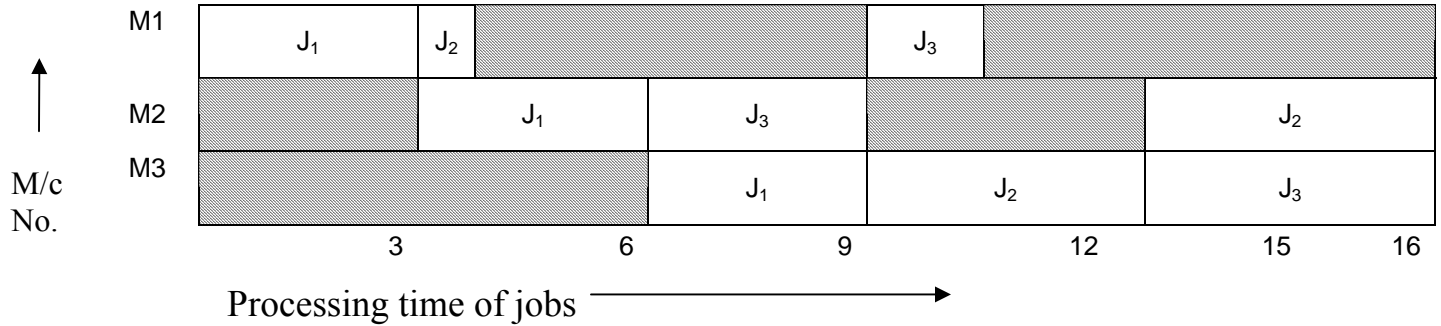 M1 J₁ J₂ J₃
M2 J₁ J₃ J₂
M3 J₁ J₂ J₃
M/c
No.
3 6 9 12 15 16
Processing time of jobs